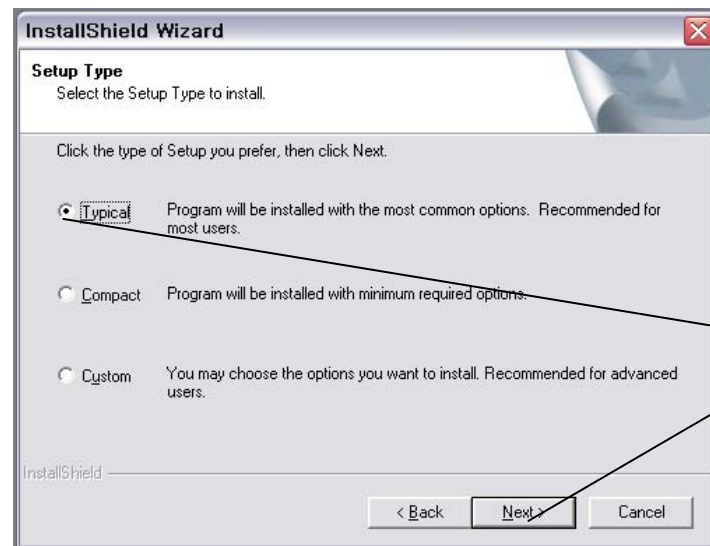 InstallShield Wizard
Setup Type
Select the Setup Type to install.
Click the type of Setup you prefer, then click Next.
Typical Program will be installed with the most common options. Recommended for
most users.
Compact Program will be installed with minimum required options.
Custom You may choose the options you want to install. Recommended for advanced
users.
InstallShield
< Back Next > Cancel